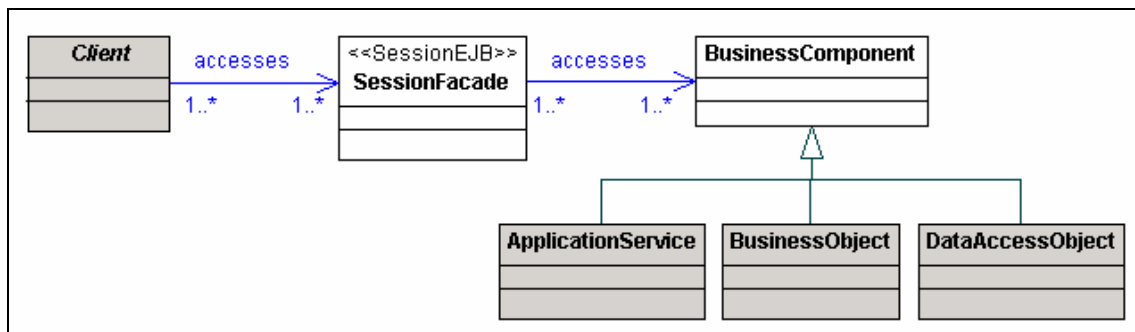 Client
accesses
1..*
1..*
<<SessionEJB>>
SessionFacade
accesses
1..*
1..*
BusinessComponent
ApplicationService
BusinessObject
DataAccessObject